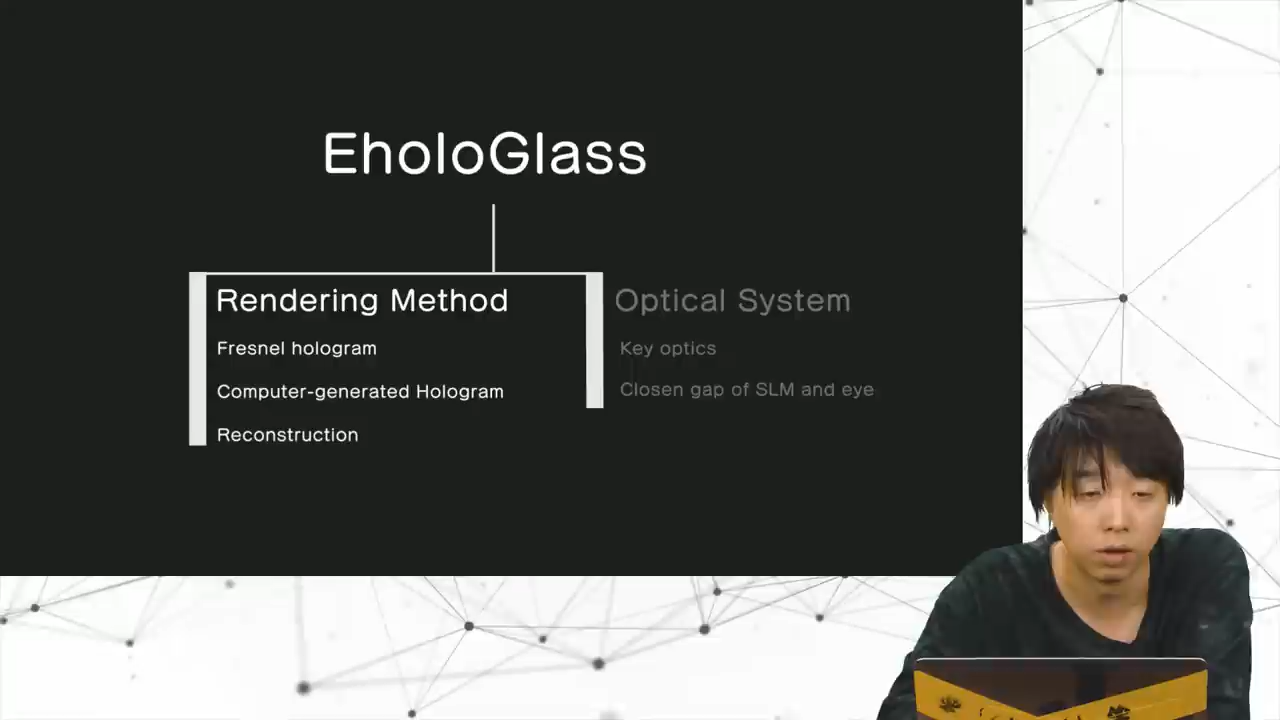 EholoGlass
Rendering Method
Fresnel hologram
Computer-generated Hologram
Reconstruction
Optical System
Key optics
Closen gap of SLM and eye